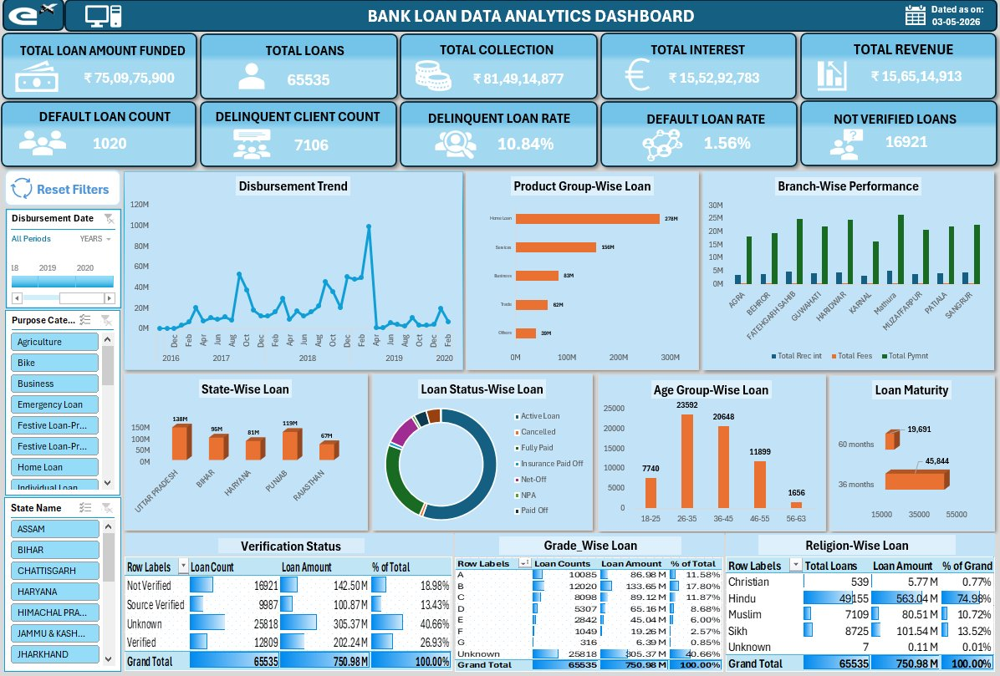 BANK LOAN DATA ANALYTICS DASHBOARD
Dated as on:
03-05-2026
TOTAL LOAN AMOUNT FUNDED
₹ 75,09,75,900
TOTAL LOANS
65535
TOTAL COLLECTION
₹ 81,49,14,877
TOTAL INTEREST
₹ 15,52,92,783
TOTAL REVENUE
₹ 15,65,14,913
DEFAULT LOAN COUNT
1020
DELINQUENT CLIENT COUNT
7106
DELINQUENT LOAN RATE
10.84%
DEFAULT LOAN RATE
1.56%
NOT VERIFIED LOANS
16921
Reset Filters
Disbursement Date
All Periods YEARS
18 2019 2020
Purpose Cate...
Agriculture
Bike
Business
Emergency Loan
Festive Loan-Pr...
Festive Loan-Pr...
Home Loan
Individual Loan
State Name
ASSAM
BIHAR
CHATTISGARH
HARYANA
HIMACHAL PRA...
JAMMU & KASH...
JHARKHAND
Disbursement Trend
120M
100M
80M
60M
40M
20M
0M
Dec Feb Apr Jun Aug Oct Dec Feb Apr Jun Aug Oct Dec Feb Apr Jun Aug Oct Dec Feb
2016 2017 2018 2019 2020
Product Group-Wise Loan
Home Loan 278M
Services 156M
Business 83M
Trade 62M
Others 39M
0M 100M 200M 300M
Branch-Wise Performance
30M
25M
20M
15M
10M
5M
0M
AGRA BEHROR FATEHGARH SAHIB GUWAHATI HARIDWAR KARNAL Mathura MUZAFFARPUR PATIALA SANGRUR
Total Rrec int Total Fees Total Pymnt
State-Wise Loan
138M 95M 81M 119M 67M
150M
100M
50M
0M
UTTAR PRADESH BIHAR HARYANA PUNJAB RAJASTHAN
Loan Status-Wise Loan
Active Loan
Cancelled
Fully Paid
Insurance Paid Off
Net-Off
NPA
Paid Off
Age Group-Wise Loan
25000
20000
15000
10000
5000
0
7740 23592 20648 11899 1656
18-25 26-35 36-45 46-55 56-63
Loan Maturity
60 months 19,691
36 months 45,844
15000 35000 55000
Verification Status
Row Labels Loan Count Loan Amount % of Total
Not Verified 16921 142.50 M 18.98%
Source Verified 9987 100.87 M 13.43%
Unknown 25818 305.37 M 40.66%
Verified 12809 202.24 M 26.93%
Grand Total 65535 750.98 M 100.00%
Grade_Wise Loan
Row Labels Loan Counts Loan Amount % of Total
A 10085 86.98 M 11.58%
B 12020 133.65 M 17.80%
C 8098 89.12 M 11.87%
D 5307 65.16 M 8.68%
E 2842 45.04 M 6.00%
F 1049 19.26 M 2.57%
G 316 6.39 M 0.85%
Unknown 25818 305.37 M 40.66%
Grand Total 65535 750.98 M 100.00%
Religion-Wise Loan
Row Labels Total Loans Loan Amount % of Grand
Christian 539 5.77 M 0.77%
Hindu 49155 563.04 M 74.98%
Muslim 7109 80.51 M 10.72%
Sikh 8725 101.54 M 13.52%
Unknown 7 0.11 M 0.01%
Grand Total 65535 750.98 M 100.00%